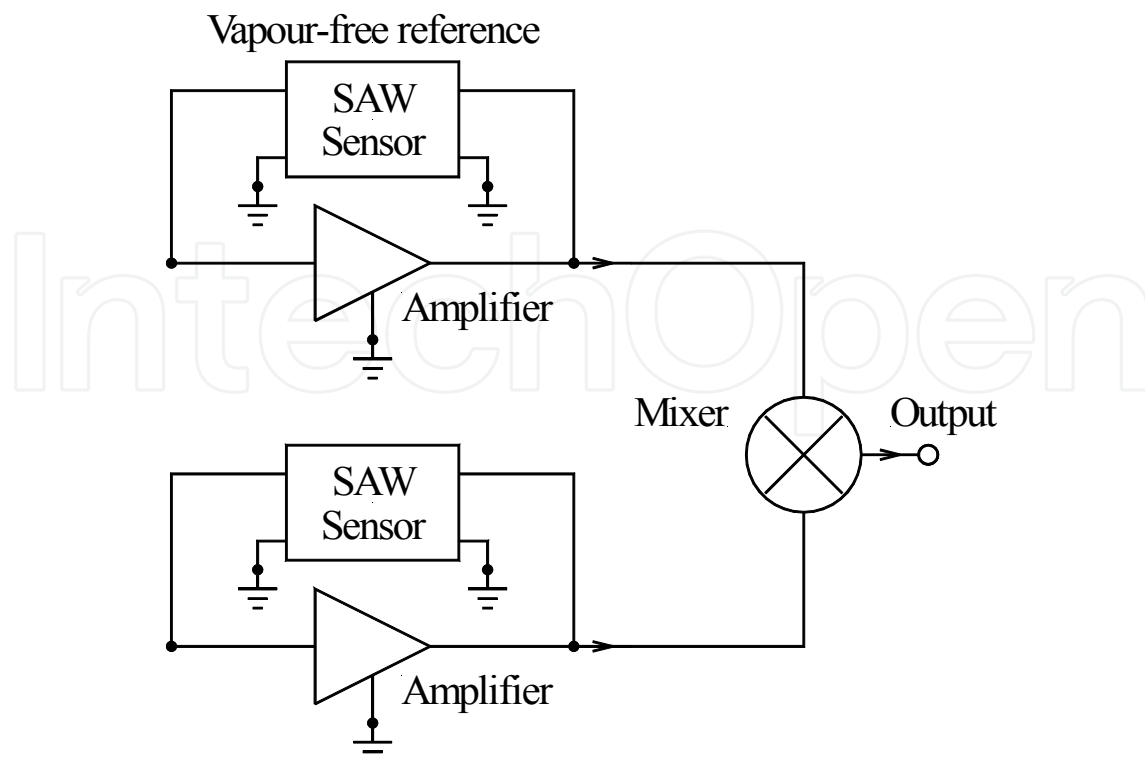 Vapour-free reference
SAW
Sensor
Amplifier
IntechOpen
Mixer
Output
SAW
Sensor
Amplifier